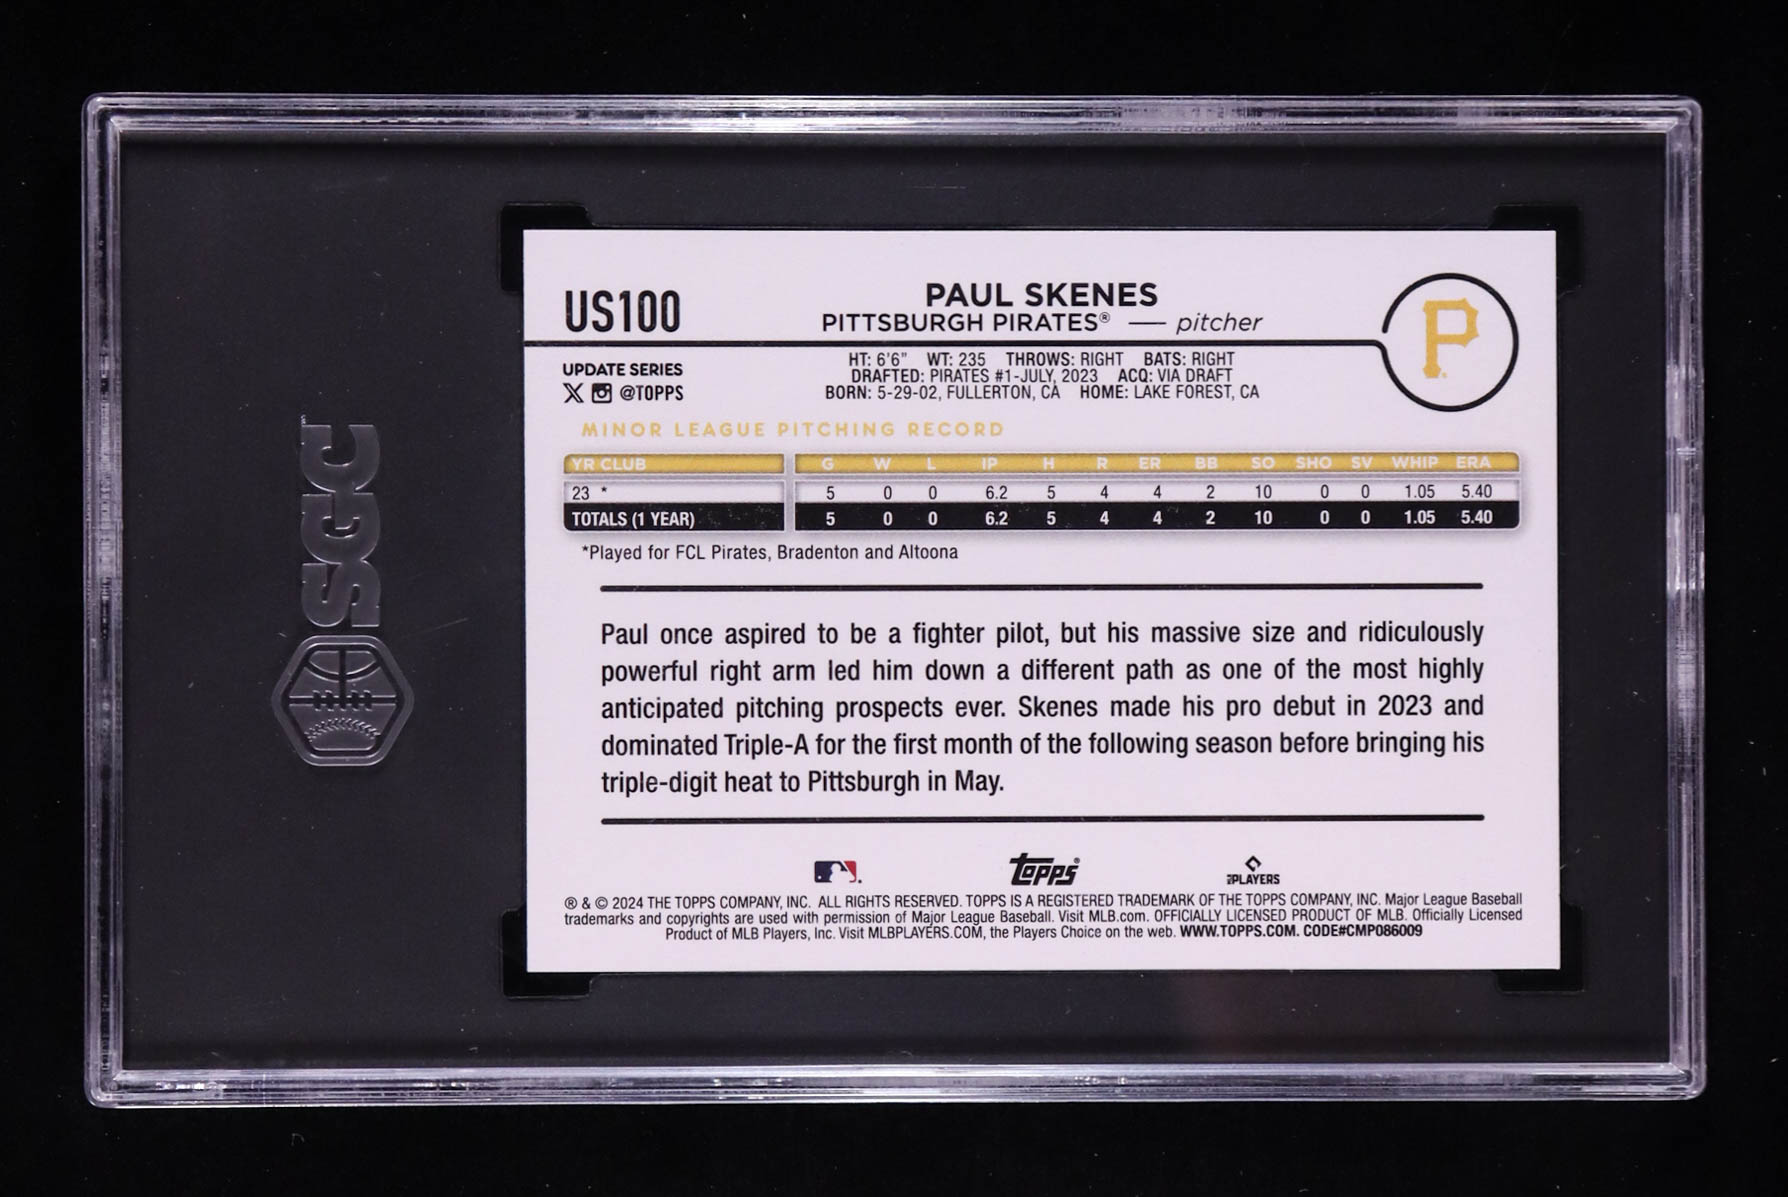 US100
PAUL SKENES
PITTSBURGH PIRATES® — pitcher
P
UPDATE SERIES
X @TOPPS
HT: 6'6" WT: 235 THROWS: RIGHT BATS: RIGHT
DRAFTED: PIRATES #1-JULY, 2023 ACQ: VIA DRAFT
BORN: 5-29-02, FULLERTON, CA HOME: LAKE FOREST, CA
MINOR LEAGUE PITCHING RECORD
YR CLUB G W L IP H R ER BB SO SHO SV WHIP ERA
23 * 5 0 0 6.2 5 4 4 2 10 0 0 1.05 5.40
TOTALS (1 YEAR) 5 0 0 6.2 5 4 4 2 10 0 0 1.05 5.40
*Played for FCL Pirates, Bradenton and Altoona
Paul once aspired to be a fighter pilot, but his massive size and ridiculously
powerful right arm led him down a different path as one of the most highly
anticipated pitching prospects ever. Skenes made his pro debut in 2023 and
dominated Triple-A for the first month of the following season before bringing his
triple-digit heat to Pittsburgh in May.
topps®
PLAYERS
® & © 2024 THE TOPPS COMPANY, INC. ALL RIGHTS RESERVED. TOPPS IS A REGISTERED TRADEMARK OF THE TOPPS COMPANY, INC. Major League Baseball
trademarks and copyrights are used with permission of Major League Baseball. Visit MLB.com. OFFICIALLY LICENSED PRODUCT OF MLB. Officially Licensed
Product of MLB Players, Inc. Visit MLBPLAYERS.COM, the Players Choice on the web. WWW.TOPPS.COM. CODE#CMP086009
SGC